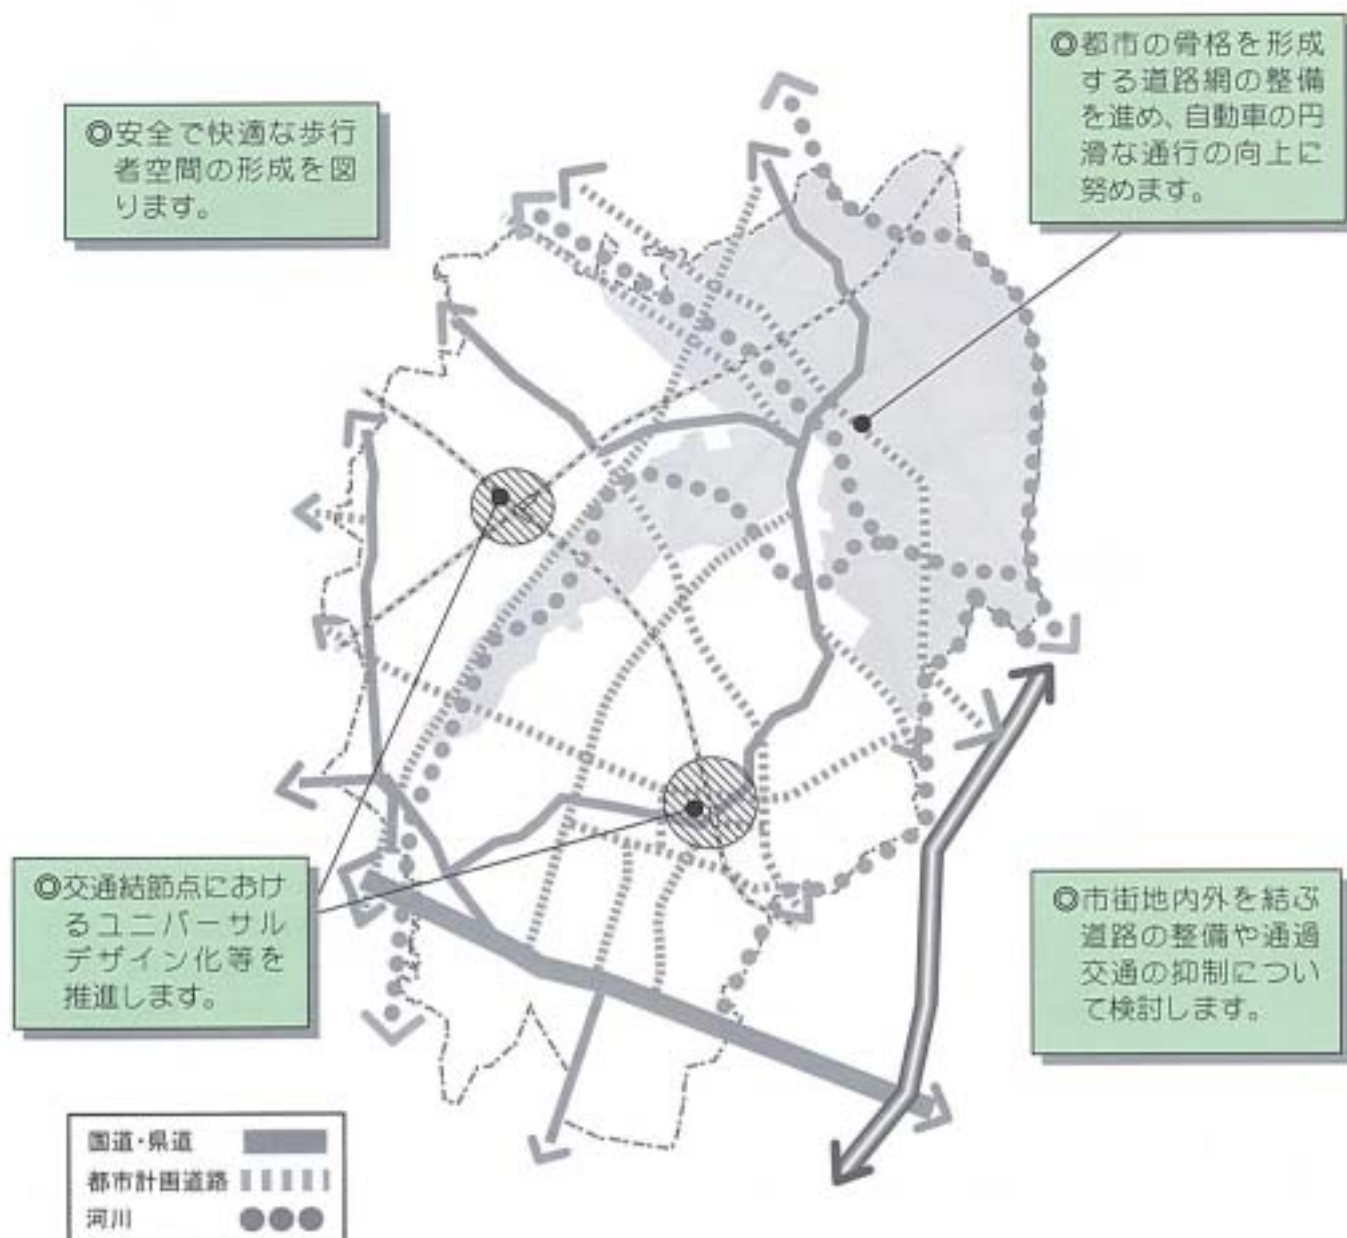 ◎都市の骨格を形成
する道路網の整備
を進め、自動車の円
滑な通行の向上に
努めます。
◎安全で快適な歩行
者空間の形成を図
ります。
◎交通結節点におけ
るユニバーサル
デザイン化等を
推進します。
◎市街地内外を結ぶ
道路の整備や通過
交通の抑制につい
て検討します。
国道・県道
都市計画道路
河川